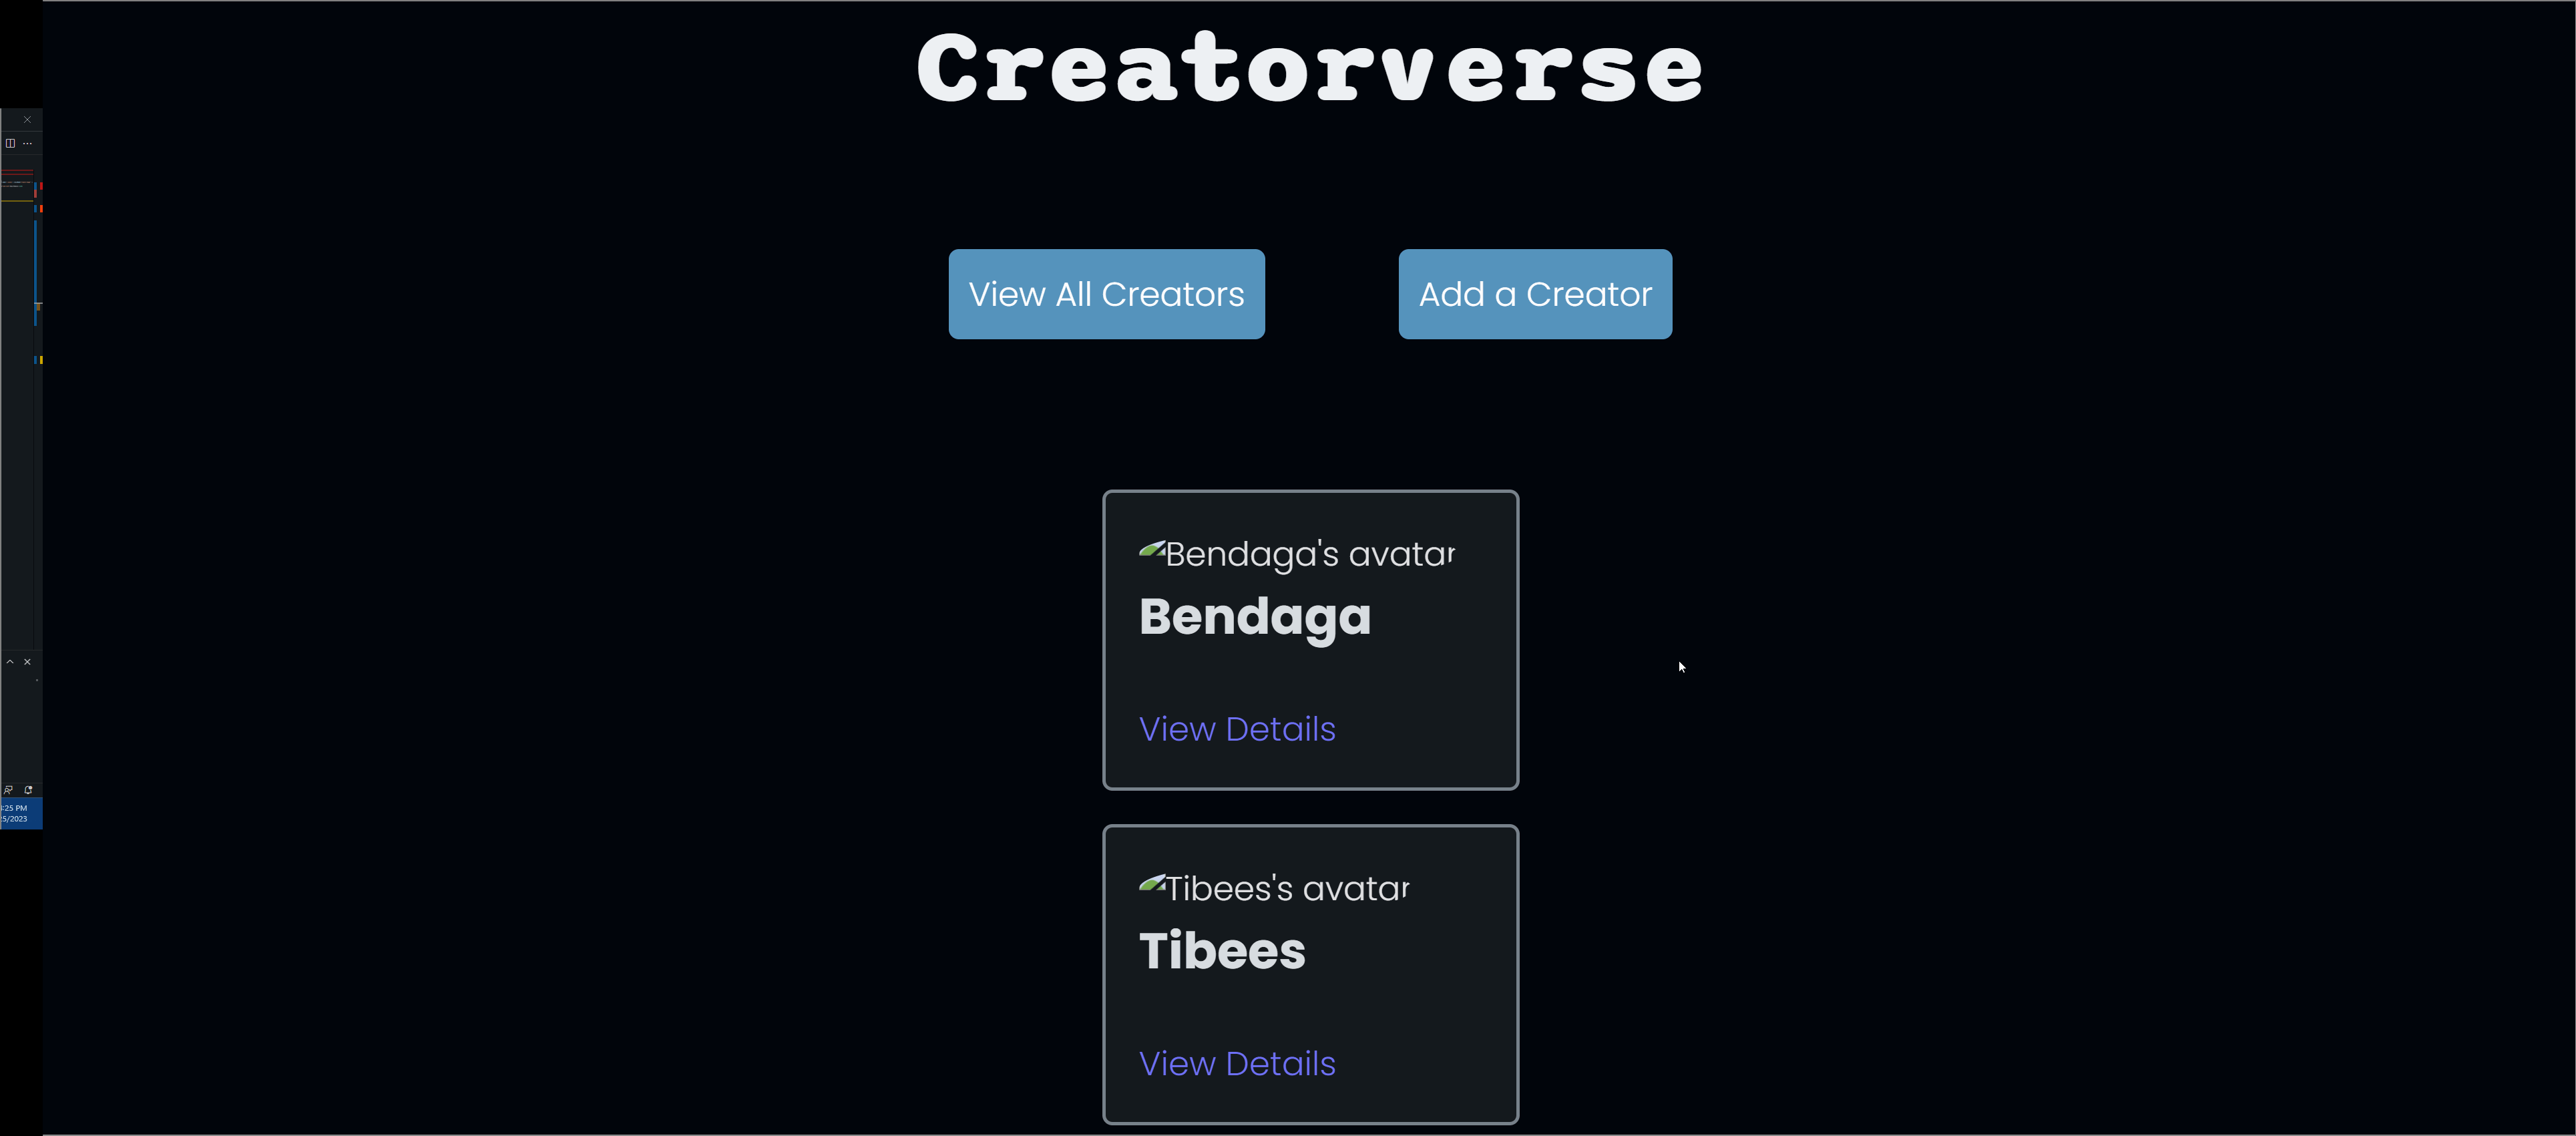 Creatorverse
View All Creators
Add a Creator
Bendaga's avatar
Bendaga
View Details
Tibees's avatar
Tibees
View Details
:25 PM
5/2023